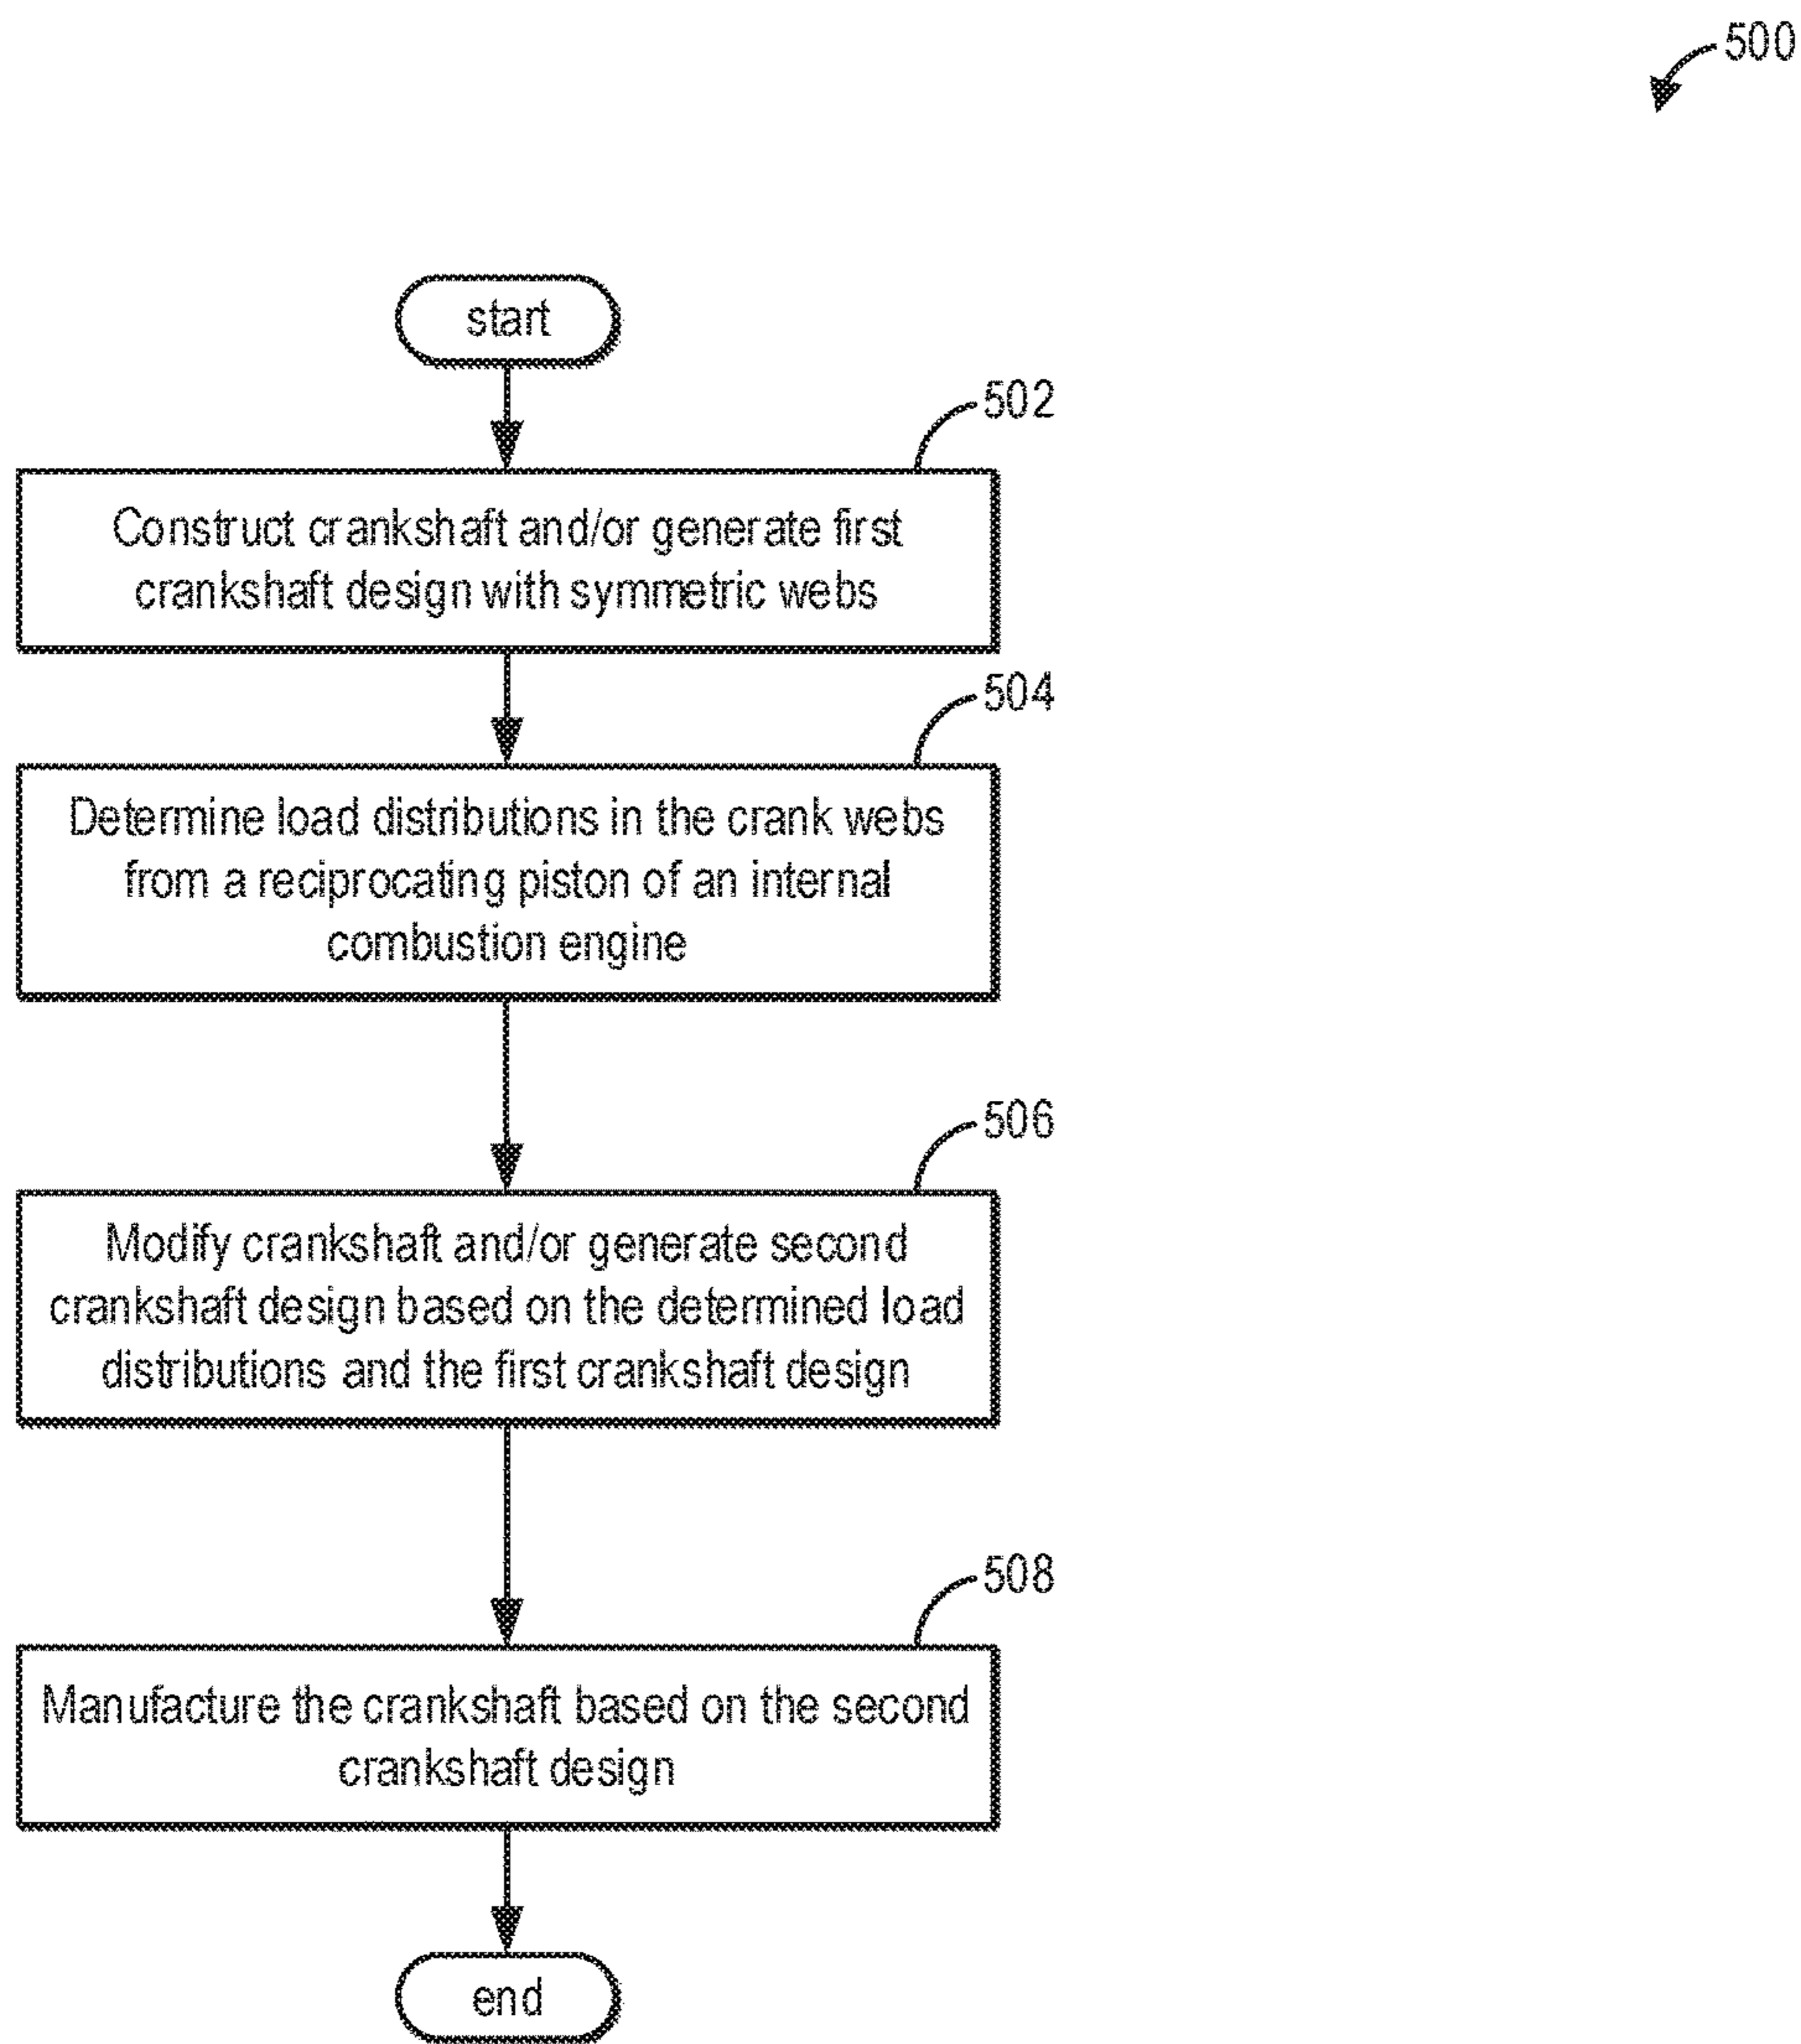 500
start
502
Construct crankshaft and/or generate first
crankshaft design with symmetric webs
504
Determine load distributions in the crank webs
from a reciprocating piston of an internal
combustion engine
506
Modify crankshaft and/or generate second
crankshaft design based on the determined load
distributions and the first crankshaft design
508
Manufacture the crankshaft based on the second
crankshaft design
end